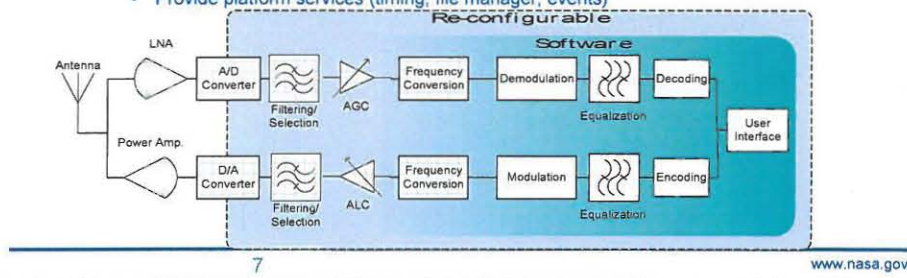 • Provide platform services (timing, file manager, events)
Re-configurable
Software
LNA
Antenna
A/D
Converter
Filtering/
Selection
AGC
Frequency
Conversion
Demodulation
Equalization
Decoding
User
Interface
Power Amp.
D/A
Converter
Filtering/
Selection
ALC
Frequency
Conversion
Modulation
Equalization
Encoding
7
www.nasa.gov